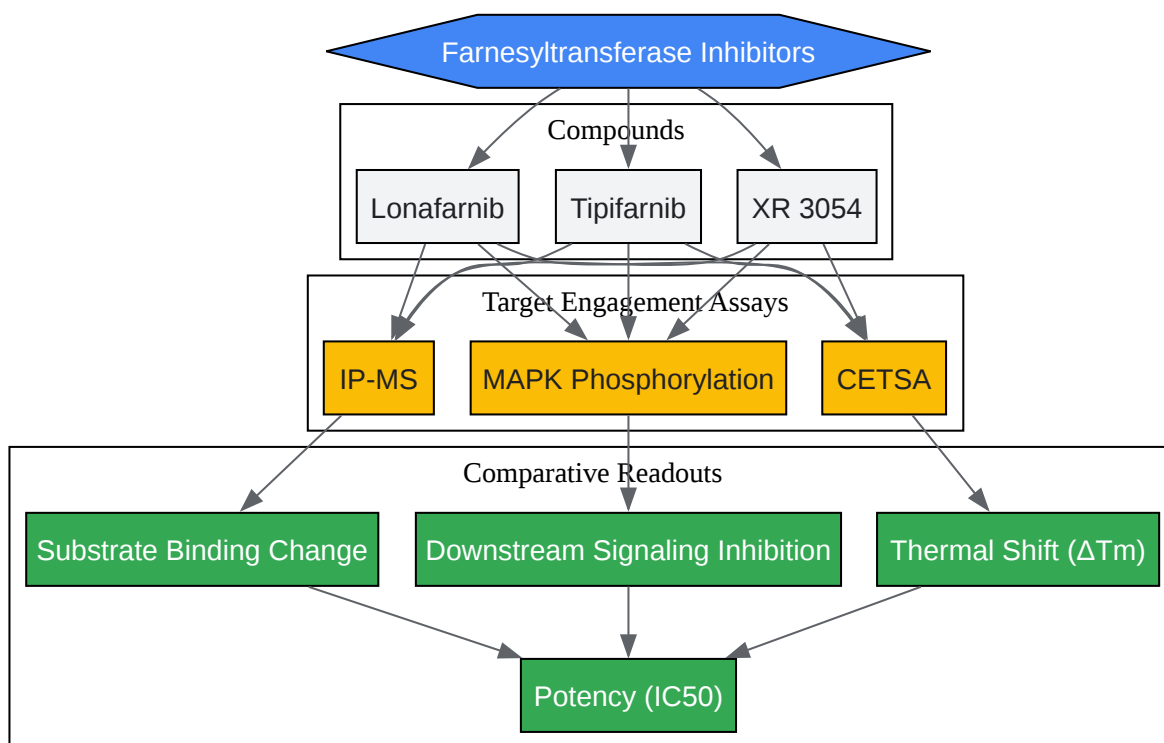 Farnesyltransferase Inhibitors
Compounds
Lonafarnib
Tipifarnib
XR 3054
Target Engagement Assays
IP-MS
MAPK Phosphorylation
CETSA
Comparative Readouts
Substrate Binding Change
Downstream Signaling Inhibition
Thermal Shift (ΔTm)
Potency (IC50)